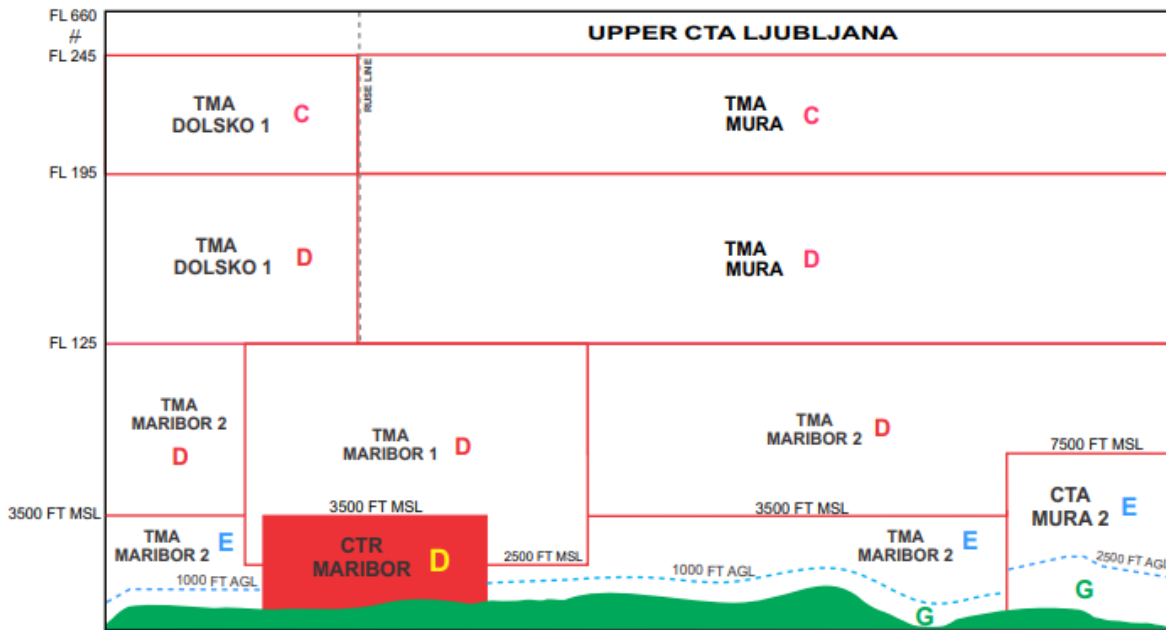 FL 660
#
FL 245
UPPER CTA LJUBLJANA
RUSE LINE
TMA
DOLSKO 1 C
TMA
MURA C
FL 195
TMA
DOLSKO 1 D
TMA
MURA D
FL 125
TMA
MARIBOR 2
D
TMA
MARIBOR 1 D
TMA
MARIBOR 2 D
7500 FT MSL
3500 FT MSL
3500 FT MSL
3500 FT MSL
CTA
MURA 2 E
TMA
MARIBOR 2 E
CTR
MARIBOR D
2500 FT MSL
TMA
MARIBOR 2 E
1000 FT AGL
1000 FT AGL
2500 FT AGL
G
G